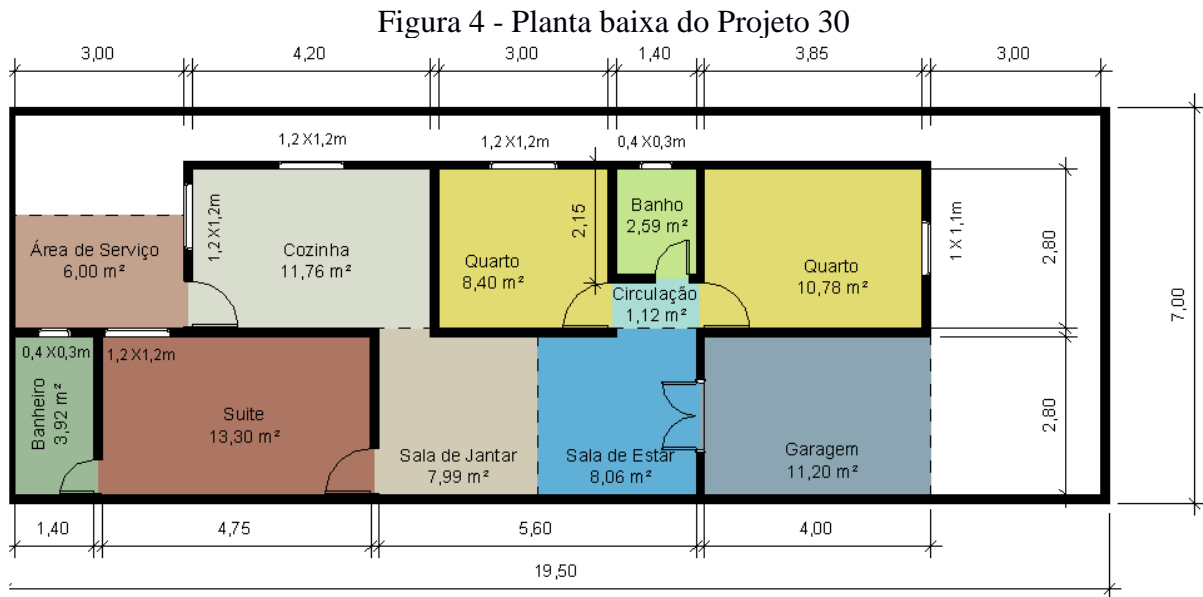 Figura 4 - Planta baixa do Projeto 30
3,00
4,20
3,00
1,40
3,85
3,00
1,2 X1,2m
1,2 X1,2m
0,4 X0,3m
1,2 X1,2m
2,15
Banho
2,59 m²
1 X 1,1m
2,80
7,00
Área de Serviço
6,00 m²
Cozinha
11,76 m²
Quarto
8,40 m²
Quarto
10,78 m²
Circulação
1,12 m²
0,4 X0,3m
1,2 X1,2m
Banheiro
3,92 m²
Suite
13,30 m²
Sala de Jantar
7,99 m²
Sala de Estar
8,06 m²
Garagem
11,20 m²
2,80
1,40
4,75
5,60
4,00
19,50